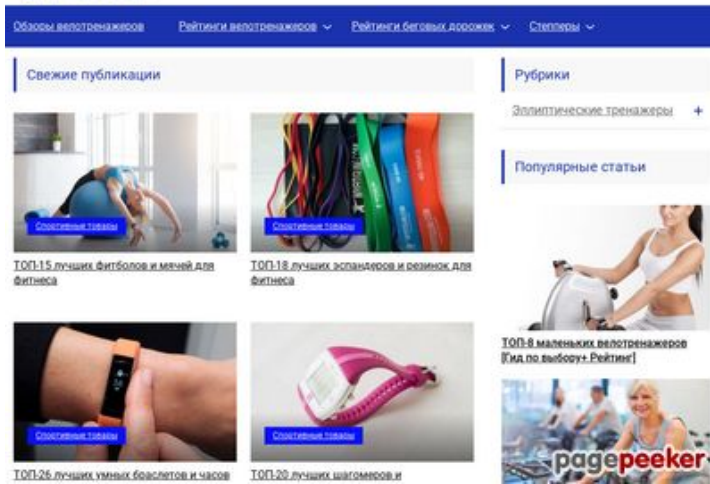 Обзоры велотренажеров
Рейтинги велотренажеров
Рейтинги беговых дорожек
Степперы
Свежие публикации
Спортивные товары
ТОП-15 лучших фитболов и мячей для
фитнеса
Спортивные товары
ТОП-18 лучших эспандеров и резинок для
фитнеса
Спортивные товары
ТОП-26 лучших умных браслетов и часов
Спортивные товары
ТОП-20 лучших шагомеров и
Рубрики
Эллиптические тренажеры +
Популярные статьи
ТОП-8 маленьких велотренажеров
[Гид по выбору+ Рейтинг]
pagepeeker